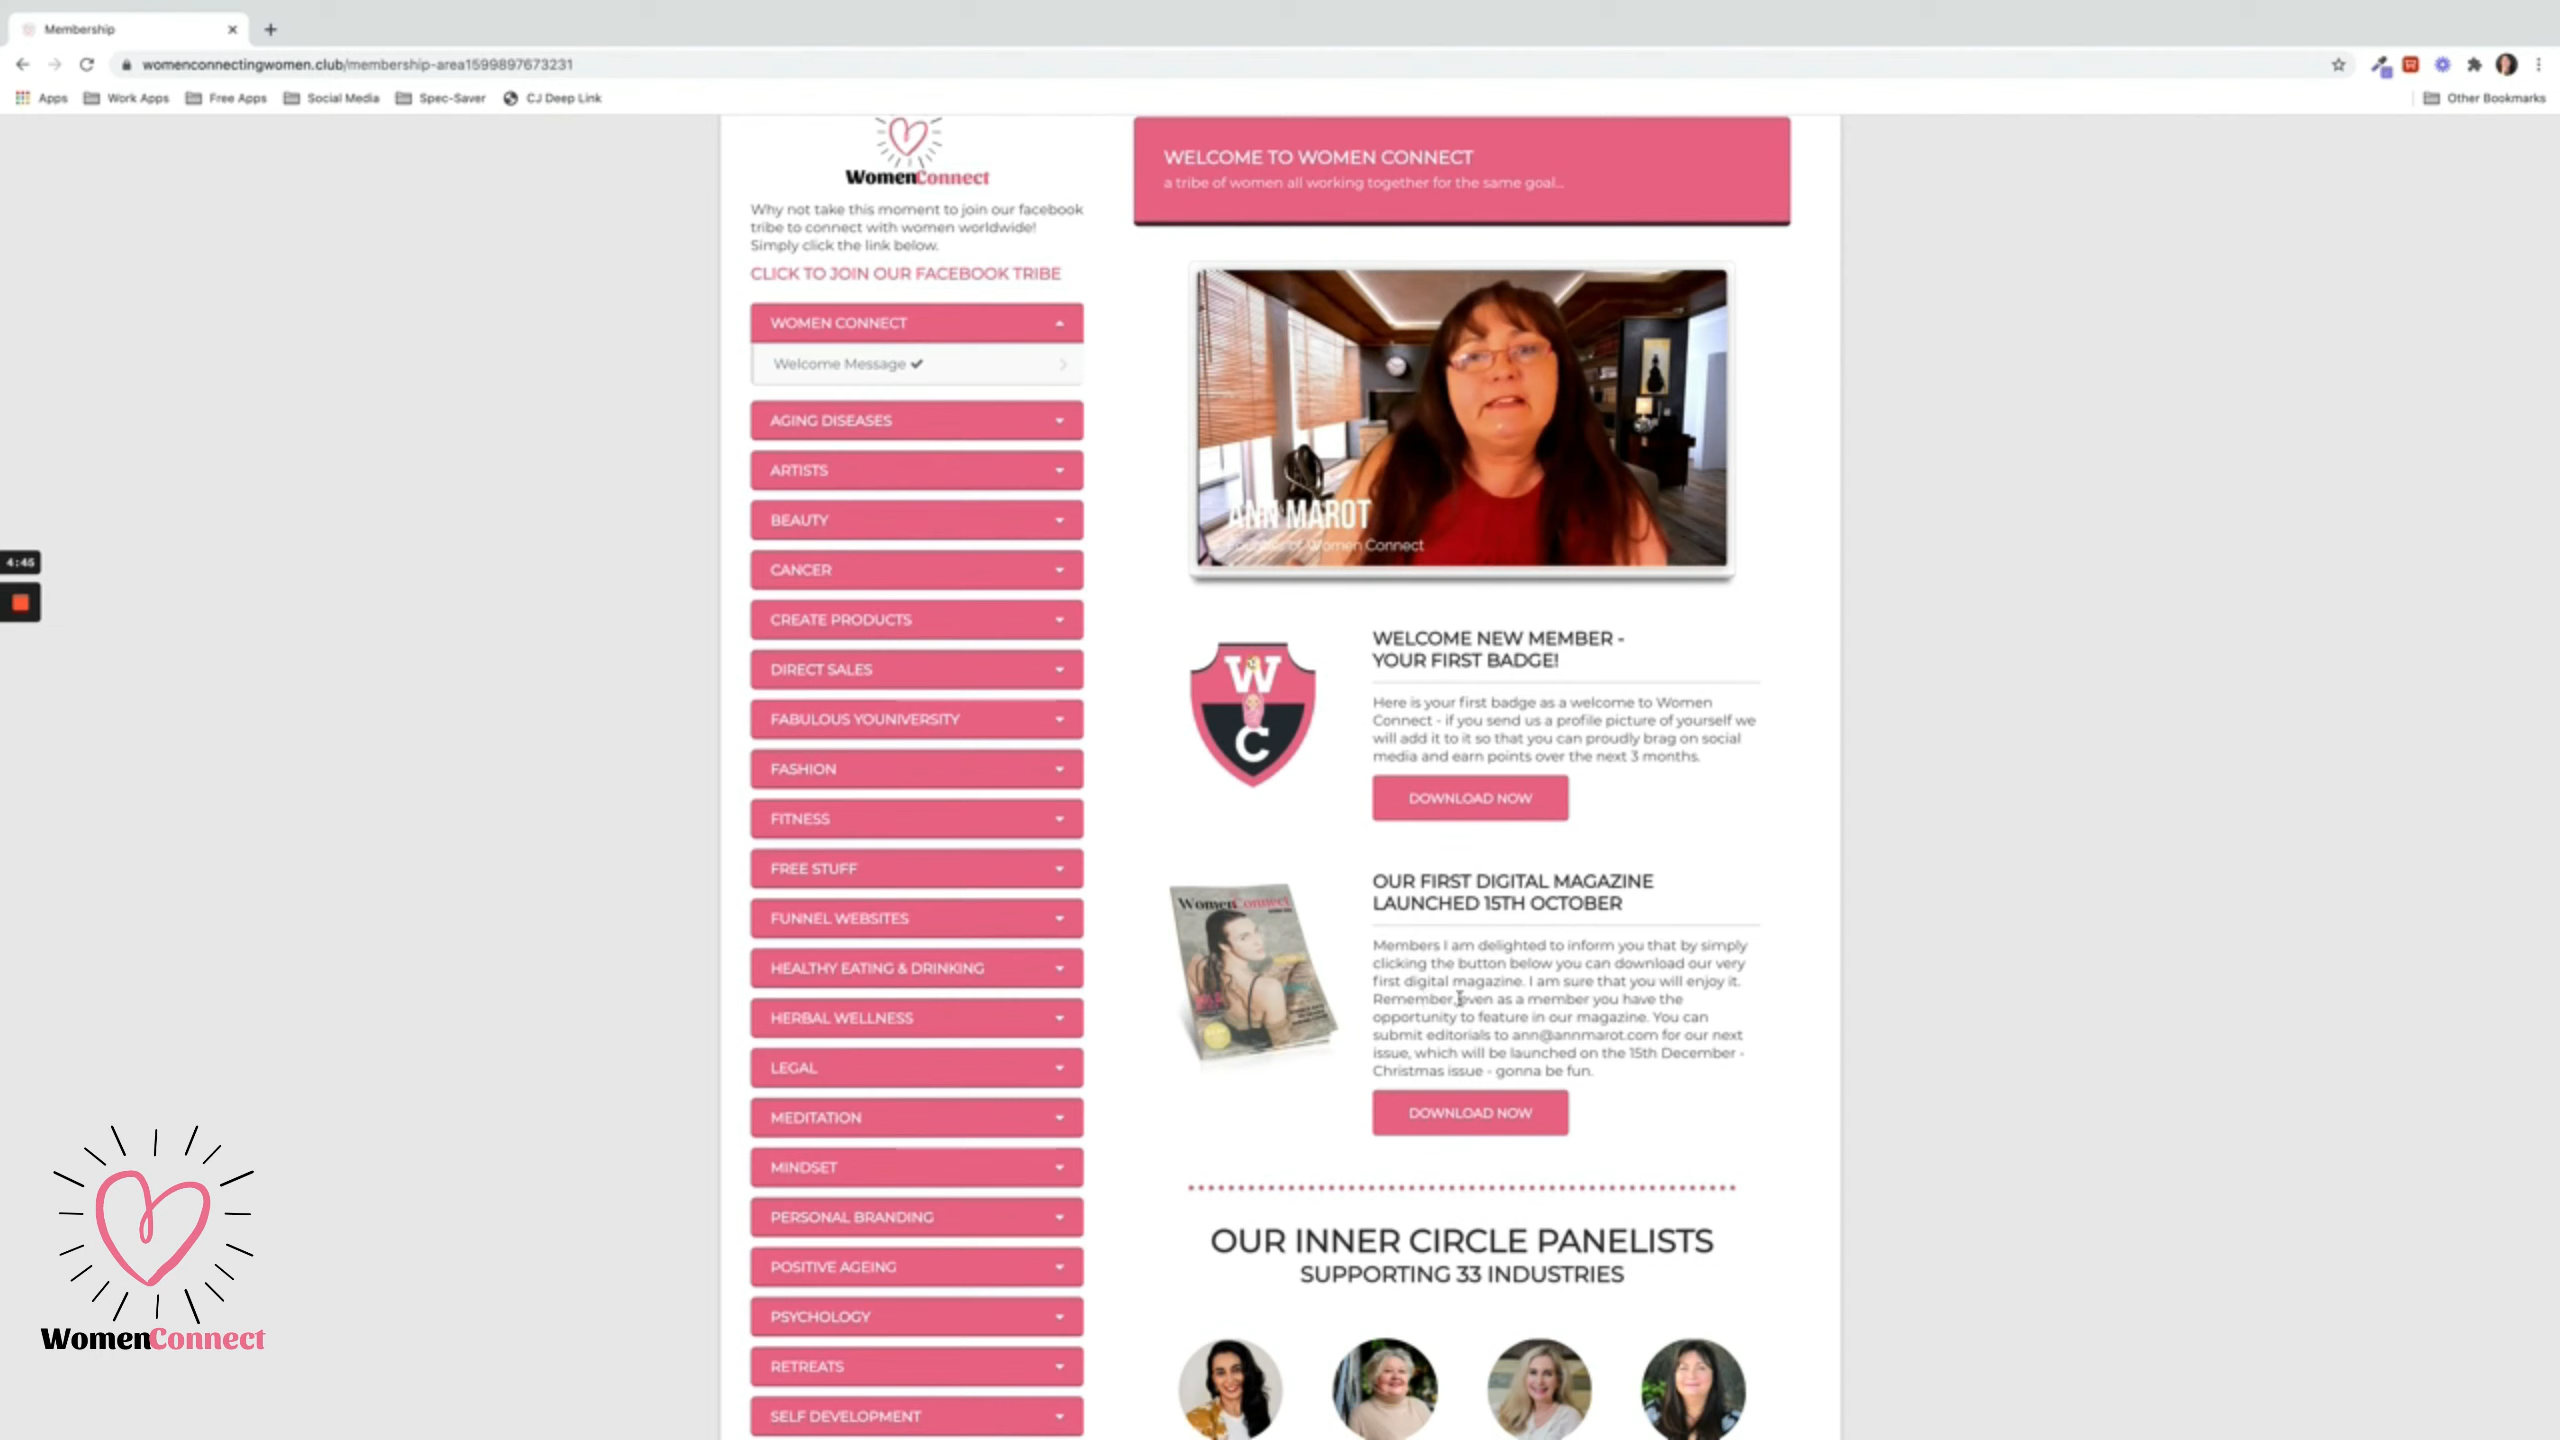 Membership
womenconnectingwomen.club/membership-area1599897673231
Apps
Work Apps
Free Apps
Social Media
Spec-Saver
CJ Deep Link
Other Bookmarks
WomenConnect
Why not take this moment to join our facebook
tribe to connect with women worldwide!
Simply click the link below.
CLICK TO JOIN OUR FACEBOOK TRIBE
WOMEN CONNECT
Welcome Message
AGING DISEASES
ARTISTS
BEAUTY
CANCER
CREATE PRODUCTS
DIRECT SALES
FABULOUS YOUNIVERSITY
FASHION
FITNESS
FREE STUFF
FUNNEL WEBSITES
HEALTHY EATING & DRINKING
HERBAL WELLNESS
LEGAL
MEDITATION
MINDSET
PERSONAL BRANDING
POSITIVE AGEING
PSYCHOLOGY
RETREATS
SELF DEVELOPMENT
WELCOME TO WOMEN CONNECT
a tribe of women all working together for the same goal...
ANN MAROT
Founder of Women Connect
W
C
WELCOME NEW MEMBER -
YOUR FIRST BADGE!
Here is your first badge as a welcome to Women
Connect - if you send us a profile picture of yourself we
will add it to it so that you can proudly brag on social
media and earn points over the next 3 months.
DOWNLOAD NOW
WomenConnect
OUR FIRST DIGITAL MAGAZINE
LAUNCHED 15TH OCTOBER
Members I am delighted to inform you that by simply
clicking the button below you can download our very
first digital magazine. I am sure that you will enjoy it.
Remember, even as a member you have the
opportunity to feature in our magazine. You can
submit editorials to ann@annmarot.com for our next
issue, which will be launched on the 15th December -
Christmas issue - gonna be fun.
DOWNLOAD NOW
OUR INNER CIRCLE PANELISTS
SUPPORTING 33 INDUSTRIES
4:45
WomenConnect